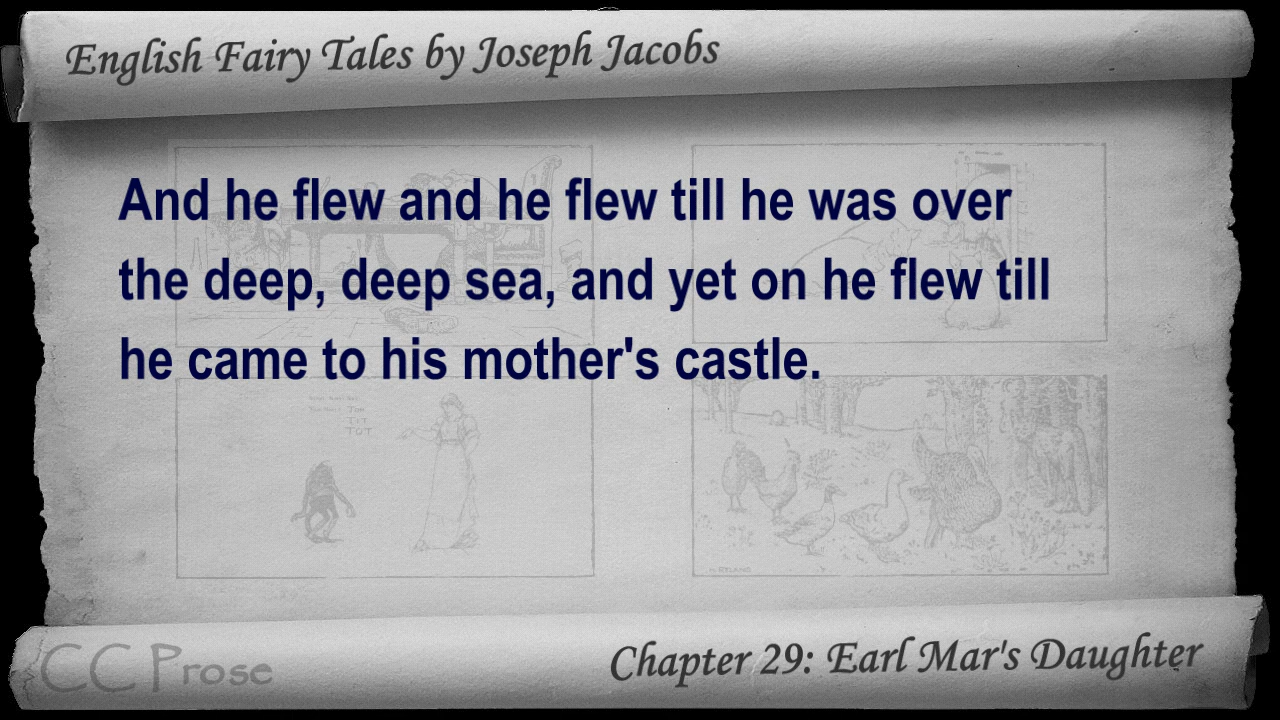 English Fairy Tales by Joseph Jacobs
And he flew and he flew till he was over
the deep, deep sea, and yet on he flew till
he came to his mother's castle.
TOT
CC Prose
Chapter 29: Earl Mar's Daughter